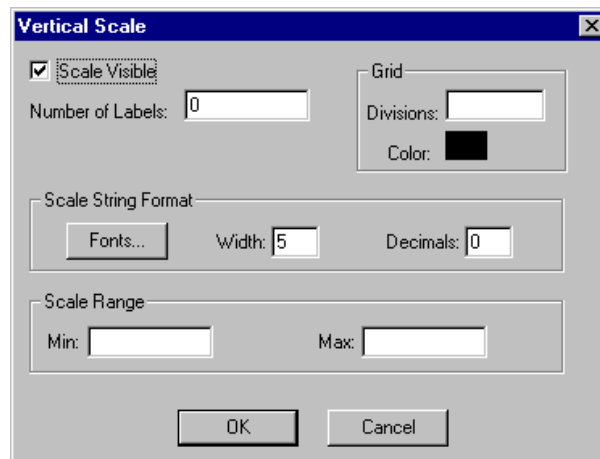 Vertical Scale
Scale Visible
Number of Labels: 0
Grid
Divisions:
Color:
Scale String Format
Fonts... Width: 5 Decimals: 0
Scale Range
Min: Max:
OK Cancel